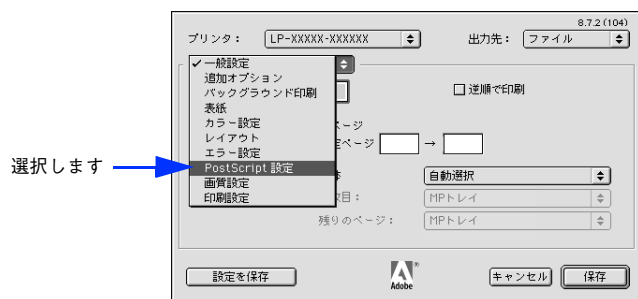 8.7.2 (104)
プリンタ： LP-XXXXX-XXXXXX 出力先： ファイル
✓一般設定
追加オプション
バックグラウンド印刷
表紙
カラー設定
レイアウト
エラー設定
PostScript 設定
画質設定
印刷設定
選択します
逆順で印刷
ページ
ページ →
自動選択
目： MPトレイ
残りのページ： MPトレイ
設定を保存
Adobe
キャンセル
保存